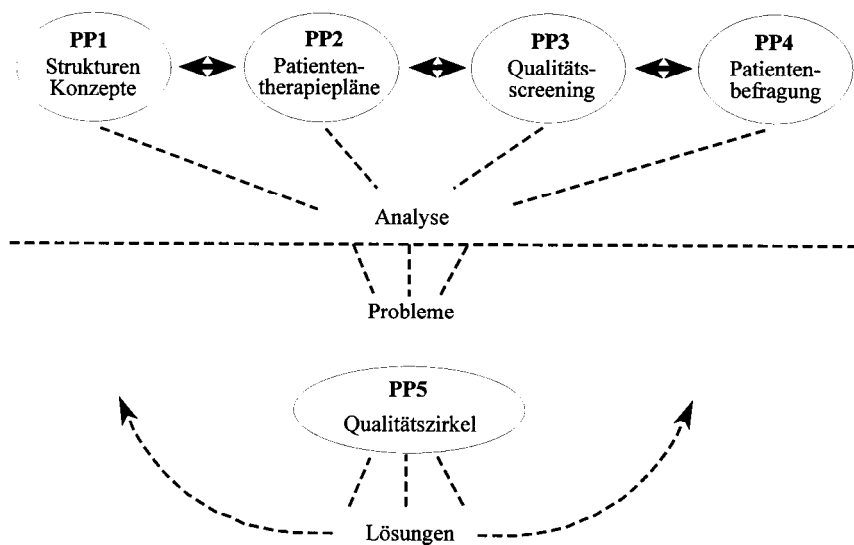 PP1
Strukturen
Konzepte
PP2
Patienten-
therapiepläne
PP3
Qualitäts-
screening
PP4
Patienten-
befragung
Analyse
Probleme
PP5
Qualitätszirkel
Lösungen